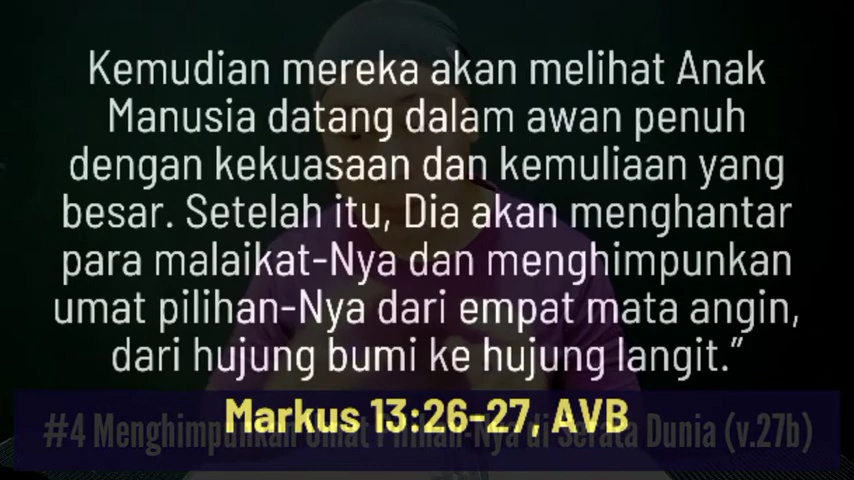 Kemudian mereka akan melihat Anak
Manusia datang dalam awan penuh
dengan kekuasaan dan kemuliaan yang
besar. Setelah itu, Dia akan menghantar
para malaikat-Nya dan menghimpunkan
umat pilihan-Nya dari empat mata angin,
dari hujung bumi ke hujung langit.”
Markus 13:26-27, AVB
#4 Menghimpunkan Umat Pilihan-Nya di Serata Dunia (v.27b)